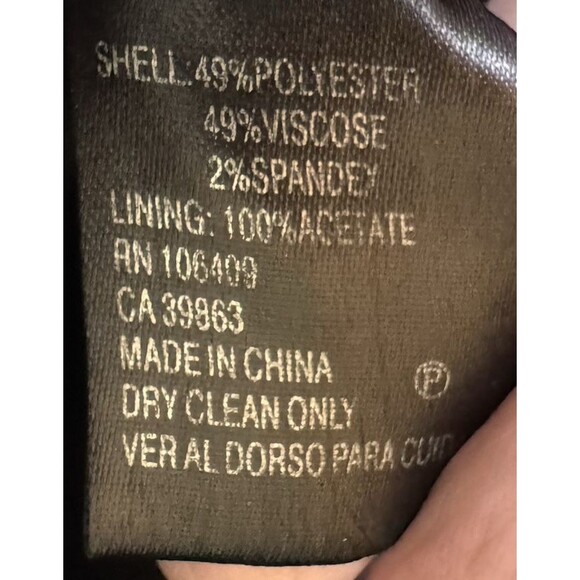 SHELL: 49%POLYESTER
49%VISCOSE
2%SPANDEX
LINING: 100%ACETATE
RN 106409
CA 39863
MADE IN CHINA
P
DRY CLEAN ONLY
VER AL DORSO PARA